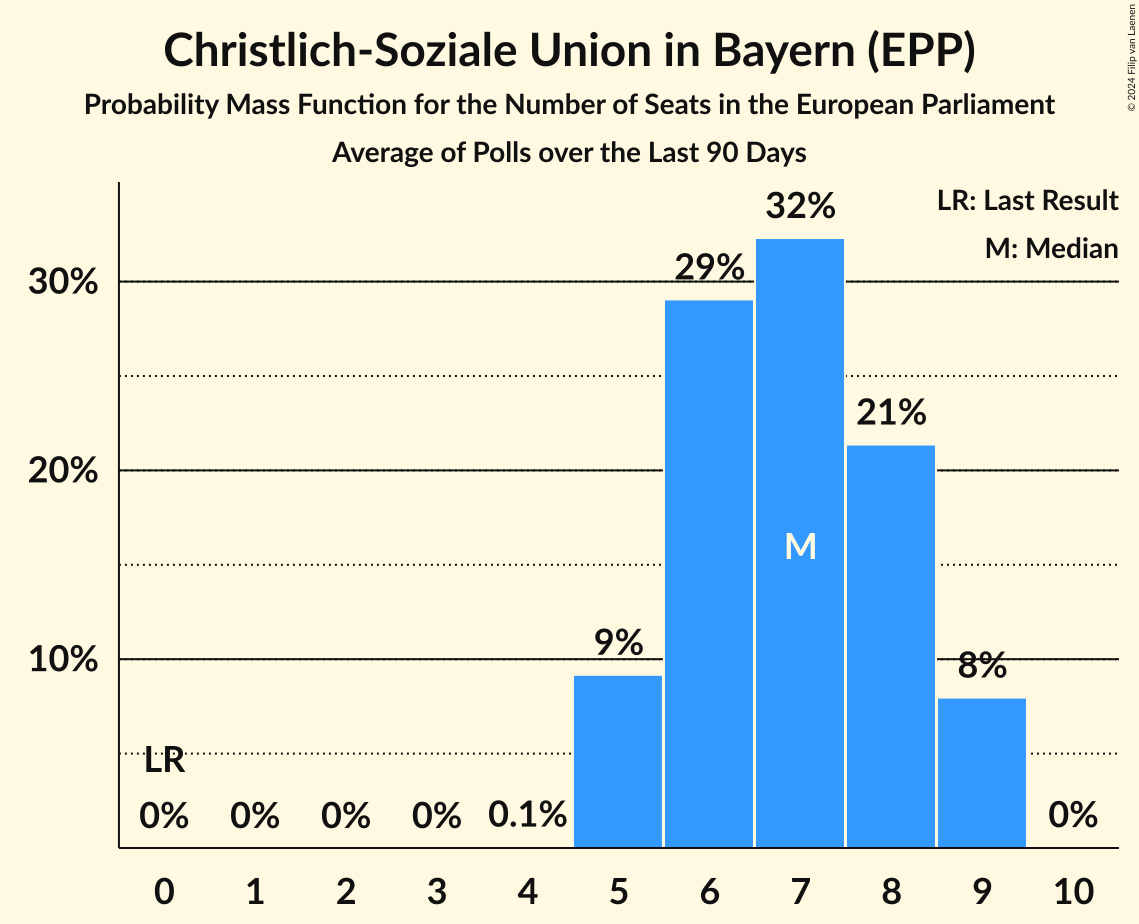 Christlich-Soziale Union in Bayern (EPP)
Probability Mass Function for the Number of Seats in the European Parliament
Average of Polls over the Last 90 Days
© 2024 Filip van Laenen
LR: Last Result
M: Median
32%
29%
30%
21%
20%
M
9%
10%
8%
LR
0%
0%
0%
0%
0.1%
0%
0 1 2 3 4 5 6 7 8 9 10